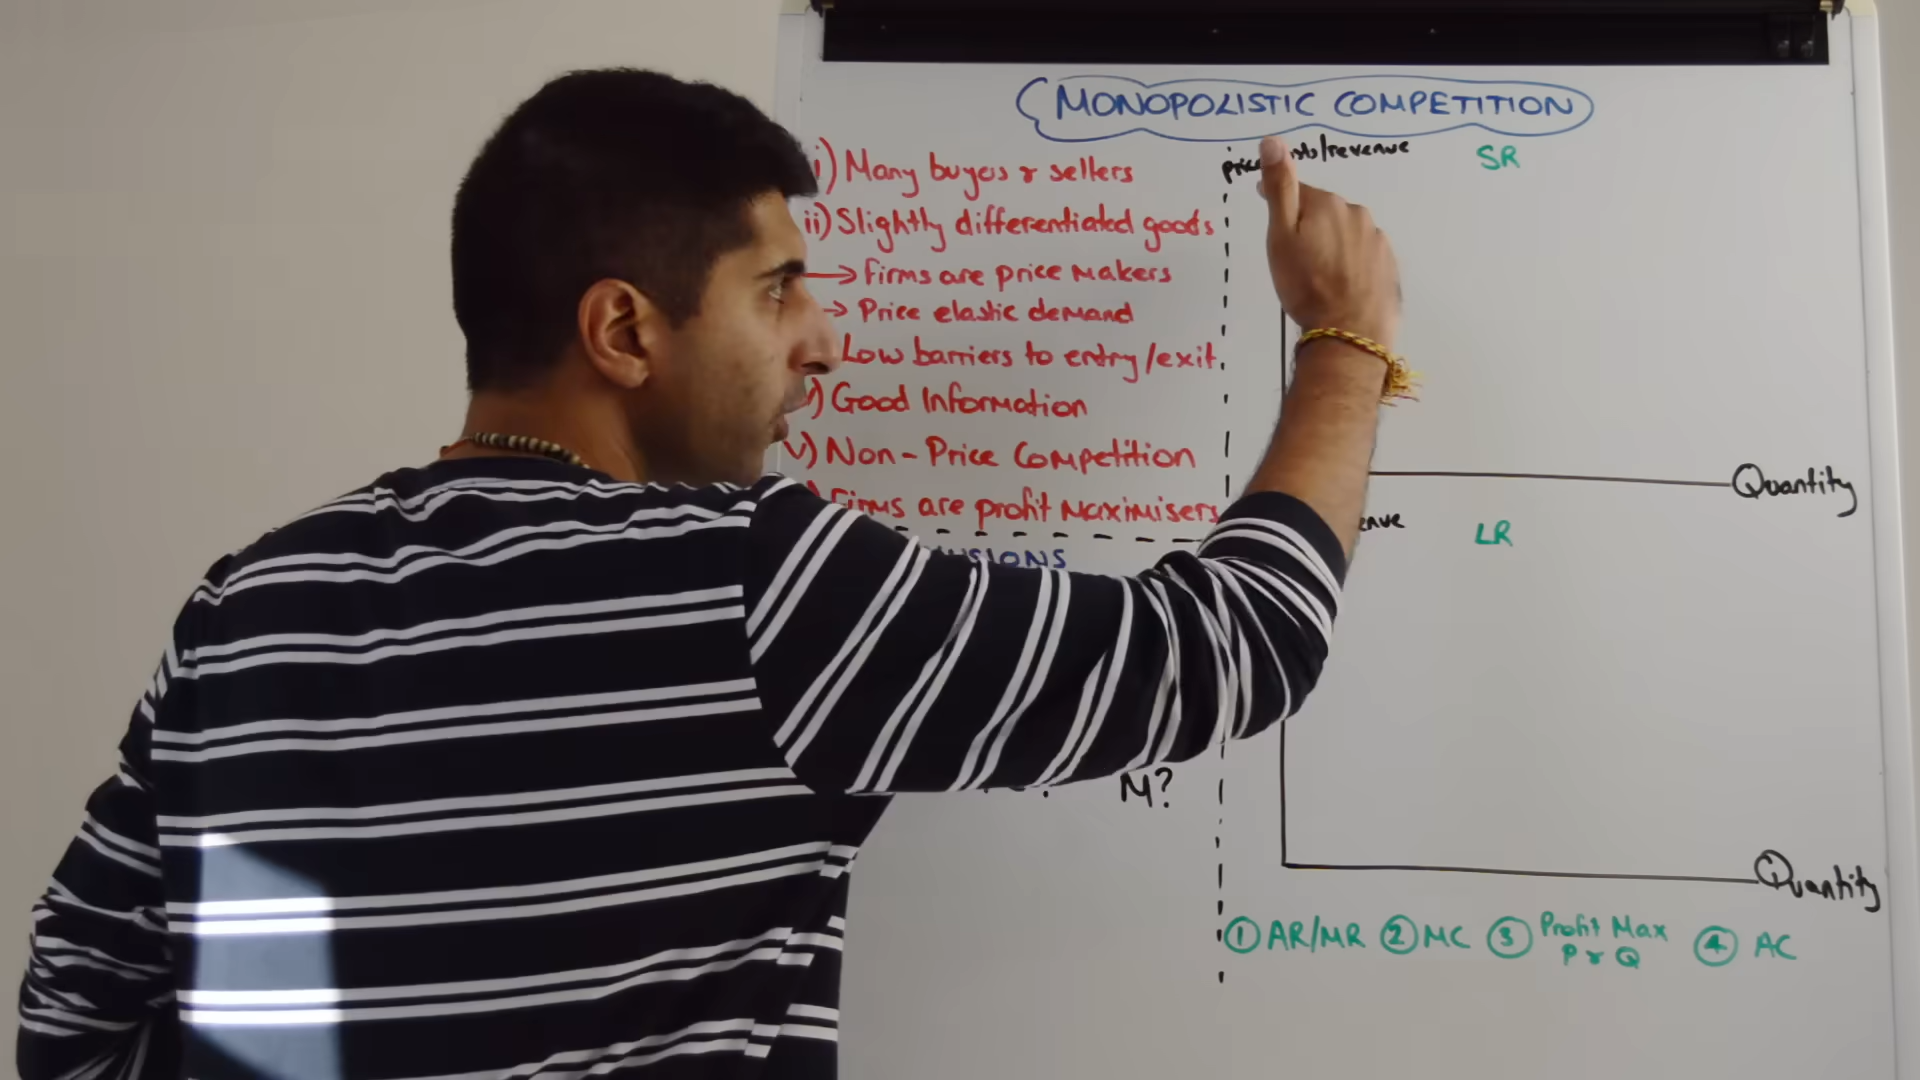 MONOPOLISTIC COMPETITION
i) Many buyers & sellers
ii) Slightly differentiated goods
→ Firms are price makers
→ Price elastic demand
Low barriers to entry/exit
Good Information
v) Non-Price Competition
Firms are profit maximisers
M?
/revenue
SR
Quantity
LR
Quantity
① AR/MR ② MC ③ Profit Max P & Q ④ AC